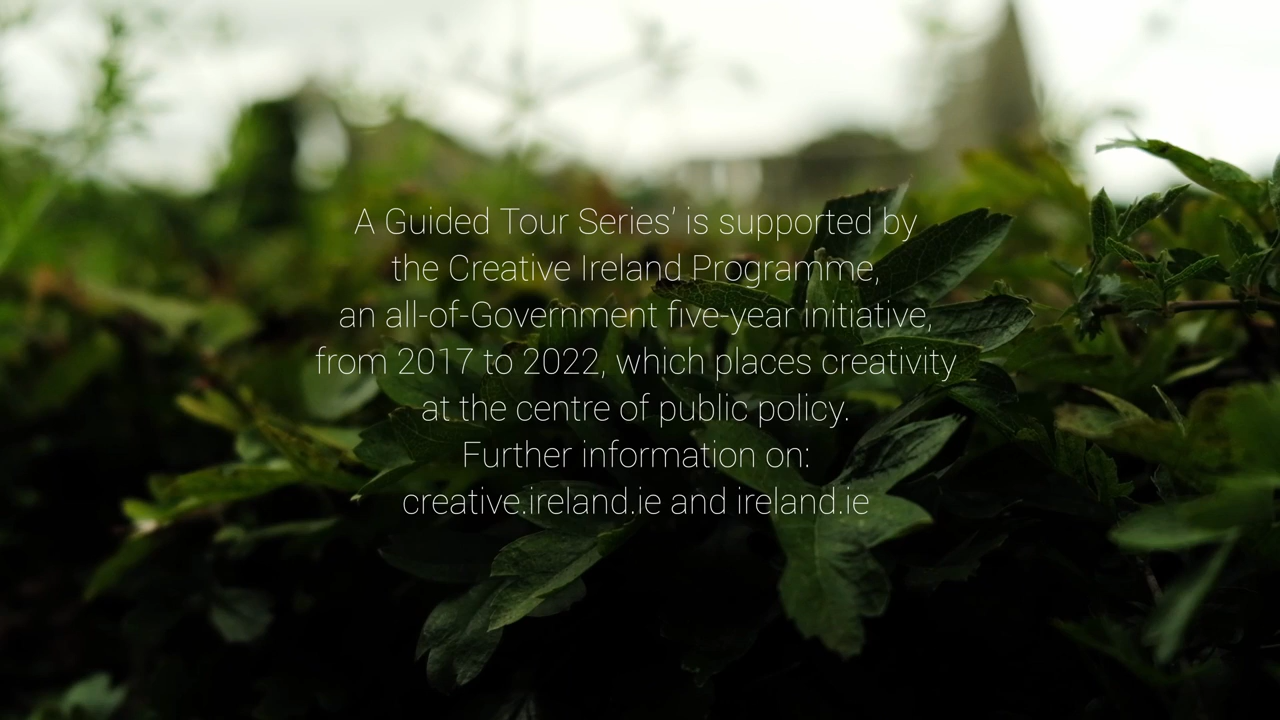 A Guided Tour Series' is supported by
the Creative Ireland Programme,
an all-of-Government five-year initiative,
from 2017 to 2022, which places creativity
at the centre of public policy.
Further information on:
creative.ireland.ie and ireland.ie